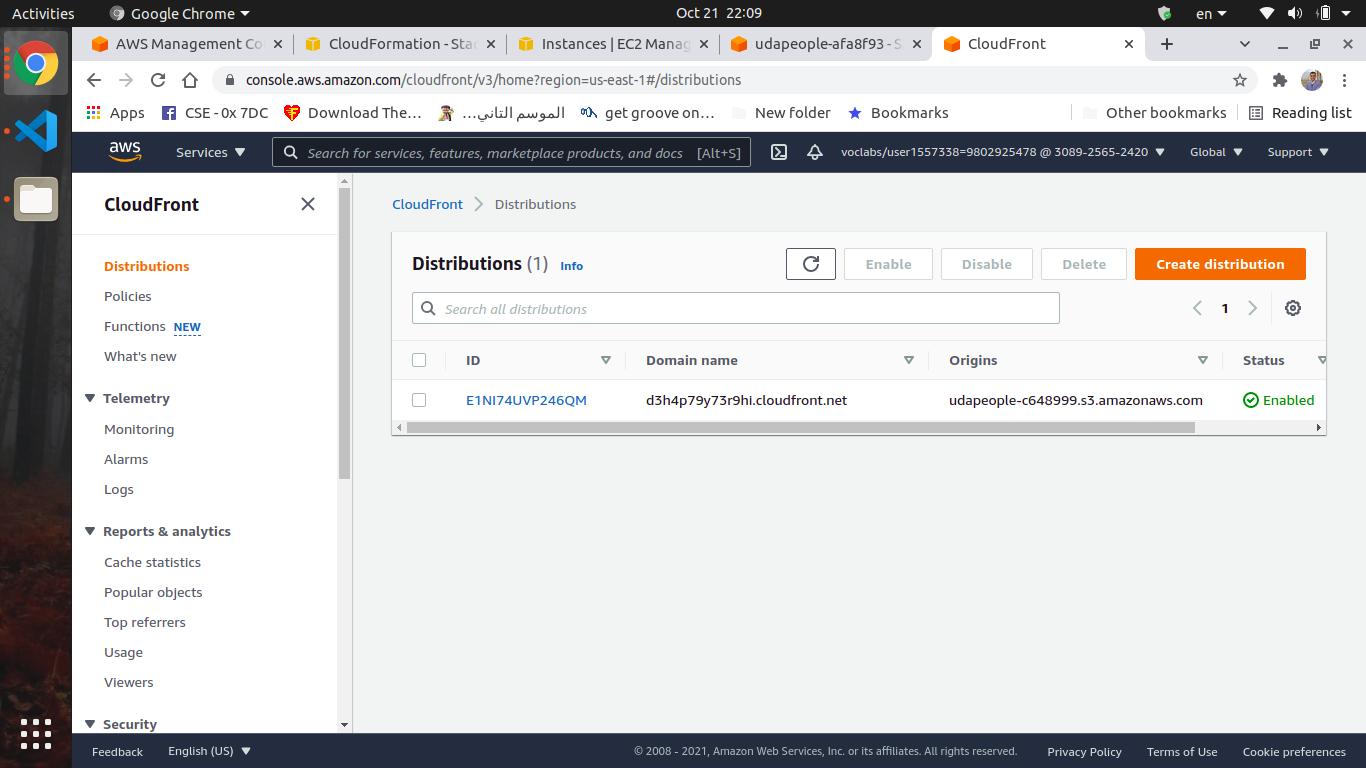 Activities Google Chrome Oct 21 22:09 en
AWS Management Co CloudFormation - Stac Instances | EC2 Manag udapeople-afa8f93 - S CloudFront
console.aws.amazon.com/cloudfront/v3/home?region=us-east-1#/distributions
Apps CSE - 0x 7DC Download The... الموسم الثاني... get groove on... New folder Bookmarks Other bookmarks Reading list
aws Services Search for services, features, marketplace products, and docs [Alt+S] voclabs/user1557338=9802925478 @ 3089-2565-2420 Global Support
CloudFront
CloudFront Distributions
Distributions (1) Info Enable Disable Delete Create distribution
Distributions
Policies
Functions NEW
What's new
Telemetry
Monitoring
Alarms
Logs
Reports & analytics
Cache statistics
Popular objects
Top referrers
Usage
Viewers
Security
Search all distributions 1
ID Domain name Origins Status
E1NI74UVP246QM d3h4p79y73r9hi.cloudfront.net udapeople-c648999.s3.amazonaws.com Enabled
Feedback English (US) © 2008 - 2021, Amazon Web Services, Inc. or its affiliates. All rights reserved. Privacy Policy Terms of Use Cookie preferences